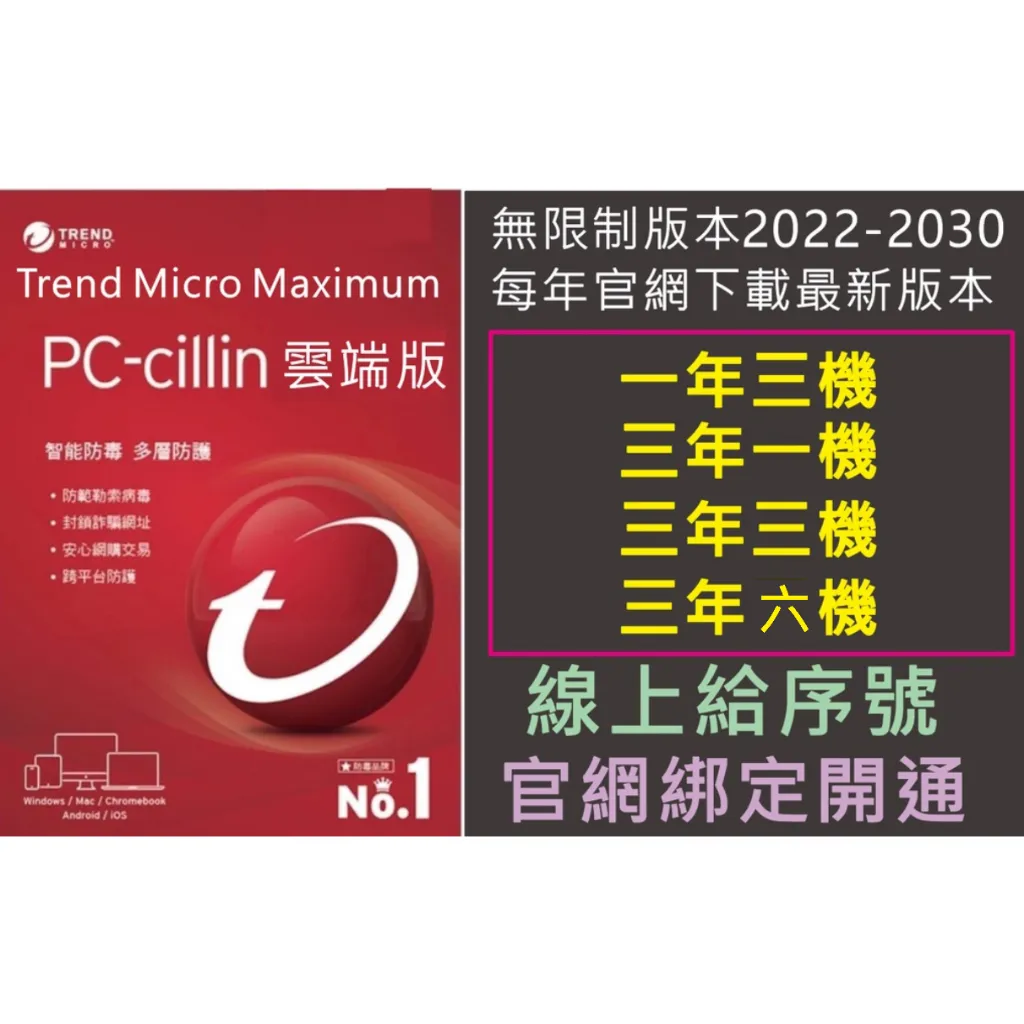 TREND
MICRO
Trend Micro Maximum
PC-cillin 雲端版
智能防毒 多層防護
• 防範勒索病毒
• 封鎖詐騙網址
• 安心網購交易
• 跨平台防護
Windows / Mac / Chromebook
Android / iOS
★防毒品牌
No.1
無限制版本2022-2030
每年官網下載最新版本
一年三機
三年一機
三年三機
三年六機
線上給序號
官網綁定開通